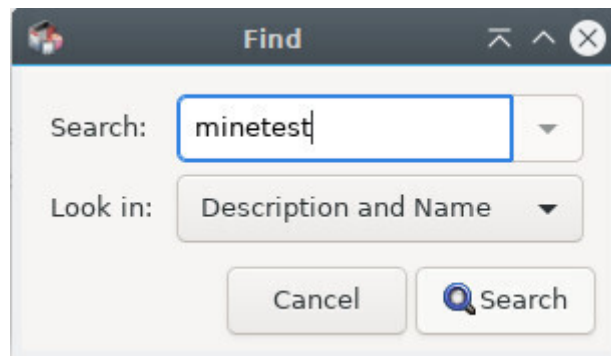 Find
Search: minetest
Look in: Description and Name
Cancel Search